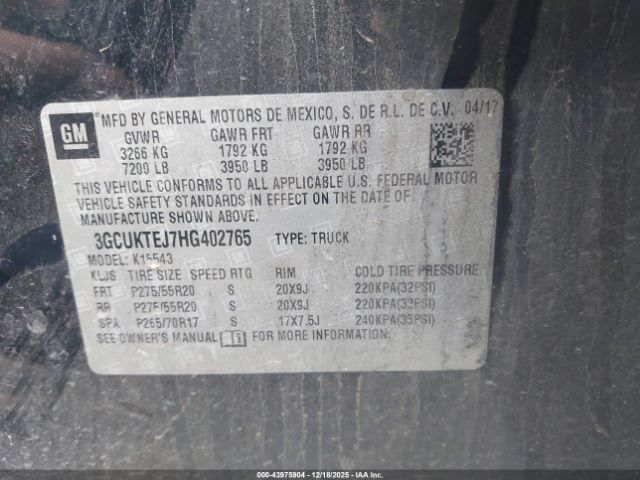 GM
MFD BY GENERAL MOTORS DE MEXICO, S. DE R.L. DE C.V. 04/17
GVWR GAWR FRT GAWR RR
3266 KG 1792 KG 1792 KG
7200 LB 3950 LB 3950 LB
THIS VEHICLE CONFORMS TO ALL APPLICABLE U.S. FEDERAL MOTOR
VEHICLE SAFETY STANDARDS IN EFFECT ON THE DATE OF
MANUFACTURE SHOWN ABOVE.
3GCUKTEJ7HG402765 TYPE: TRUCK
MODEL: K15543
KLJS TIRE SIZE SPEED RTG RIM COLD TIRE PRESSURE
FRT P275/55R20 S 20X9J 220KPA(32PSI)
RR P275/55R20 S 20X9J 220KPA(32PSI)
SPA P265/70R17 S 17X7.5J 240KPA(35PSI)
SEE OWNER'S MANUAL FOR MORE INFORMATION.
000-43975904 - 12/18/2025 - IAAI.COM